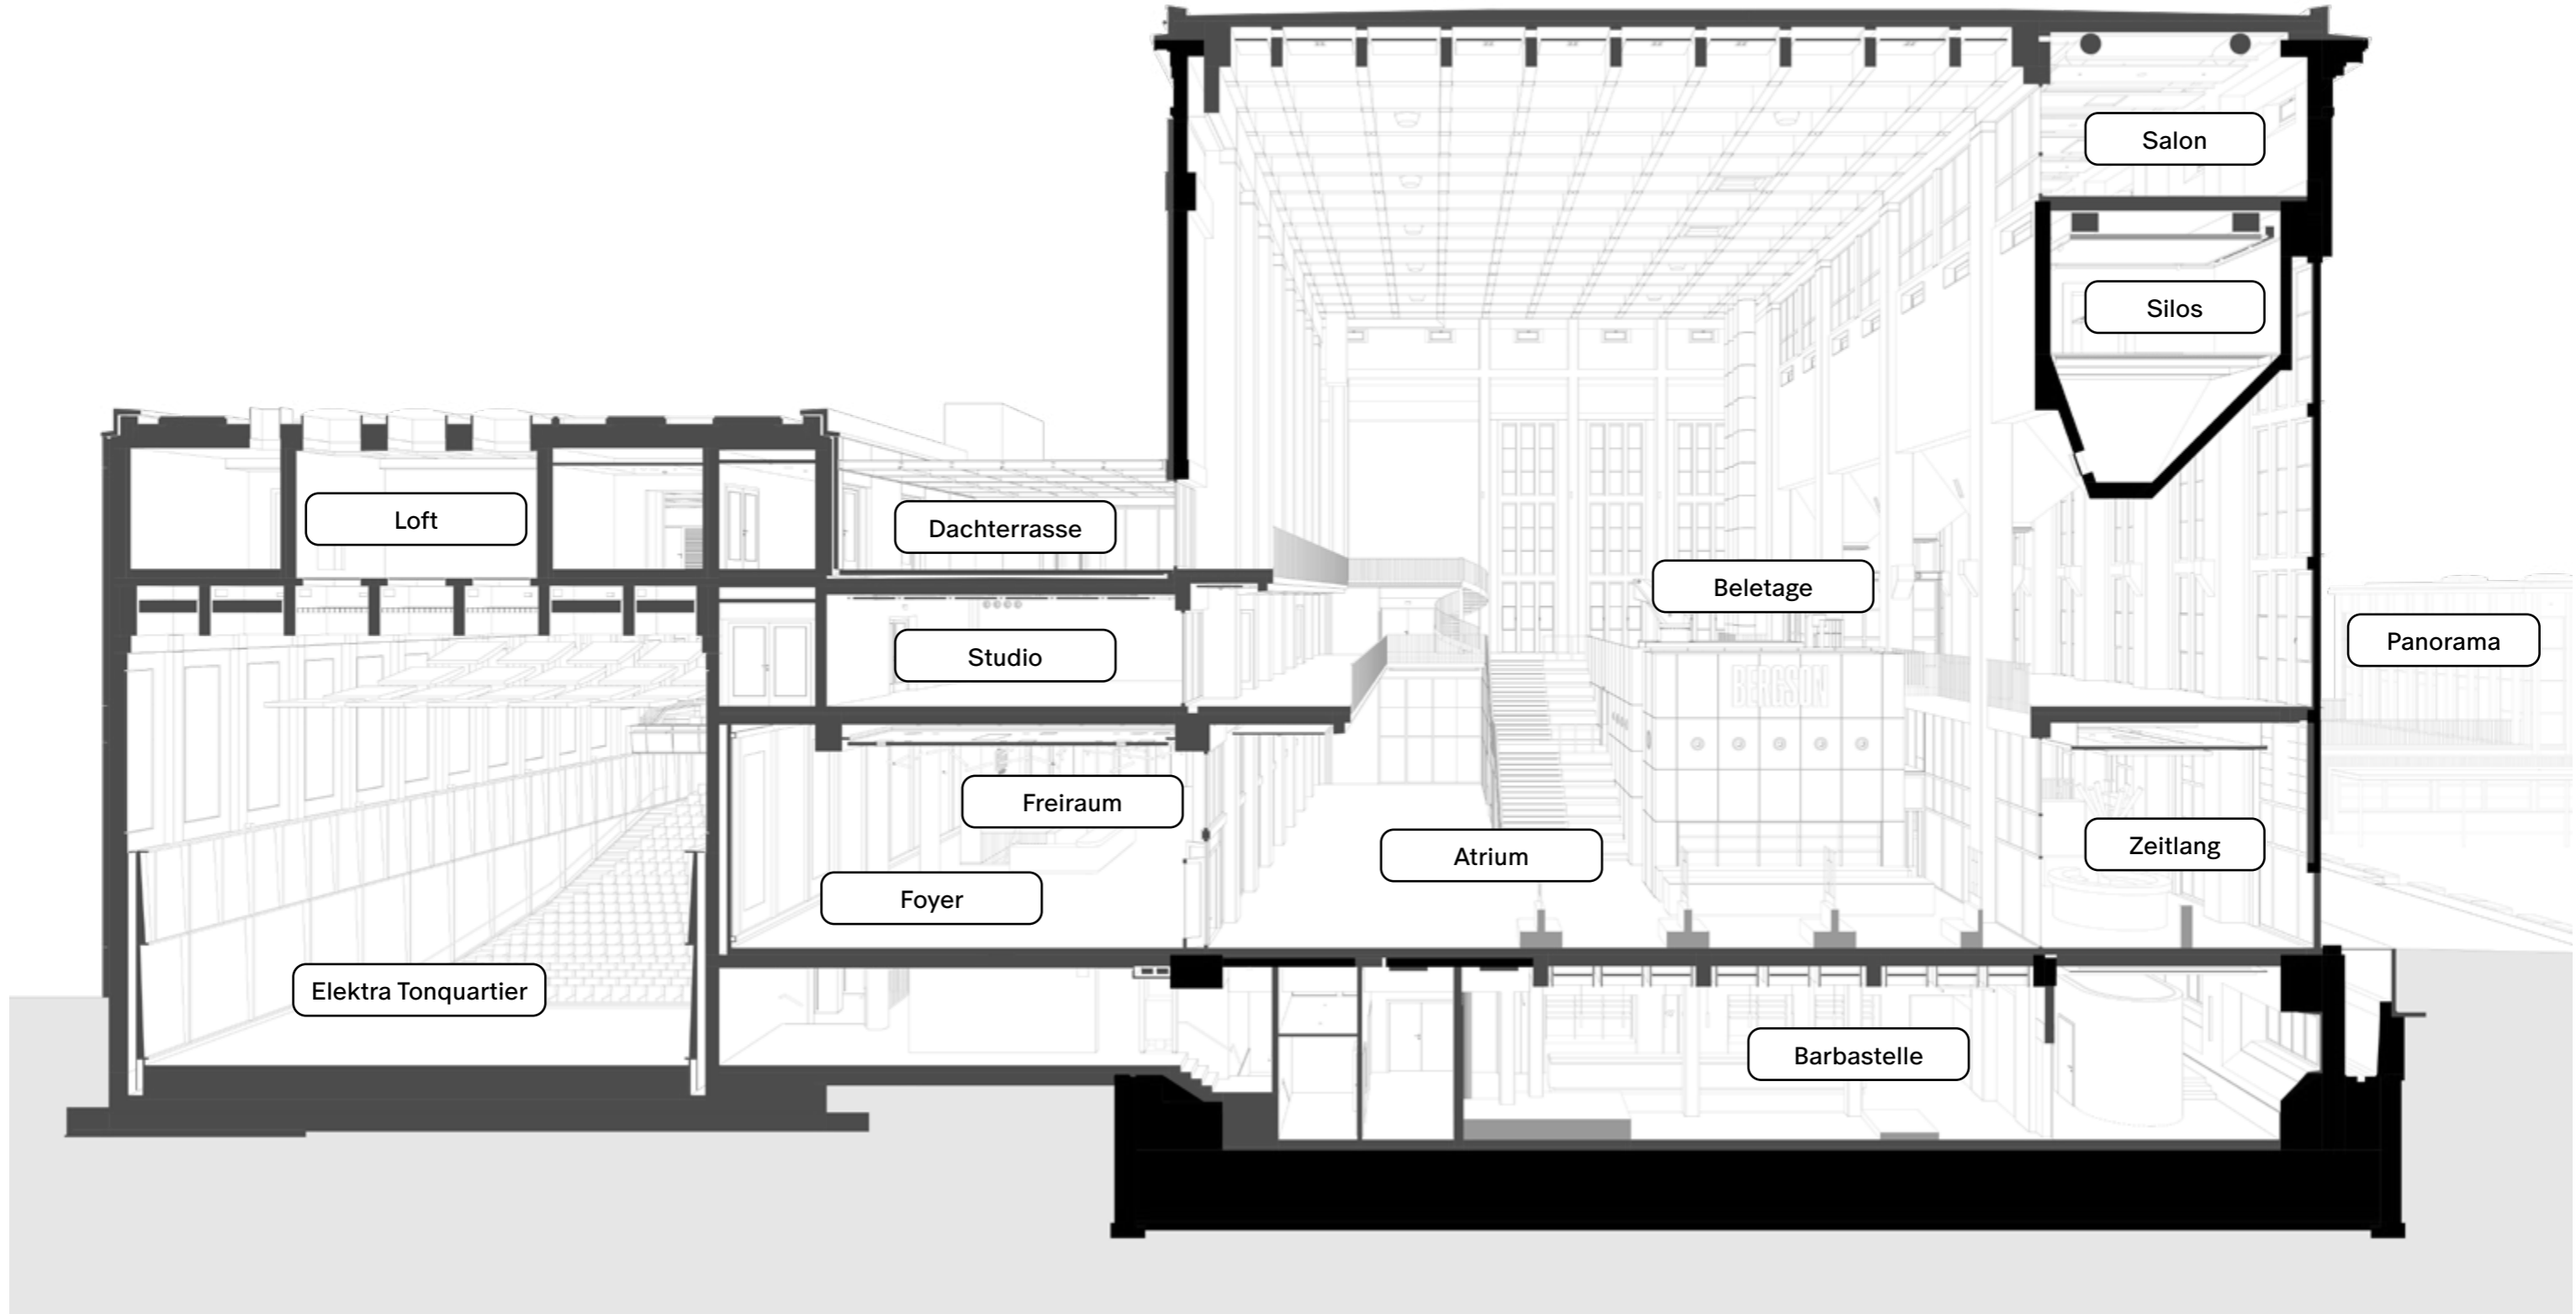 Salon
Silos
Loft
Dachterrasse
Beletage
Studio
Panorama
BERGSON
Freiraum
Atrium
Zeitlang
Foyer
Elektra Tonquartier
Barbastelle